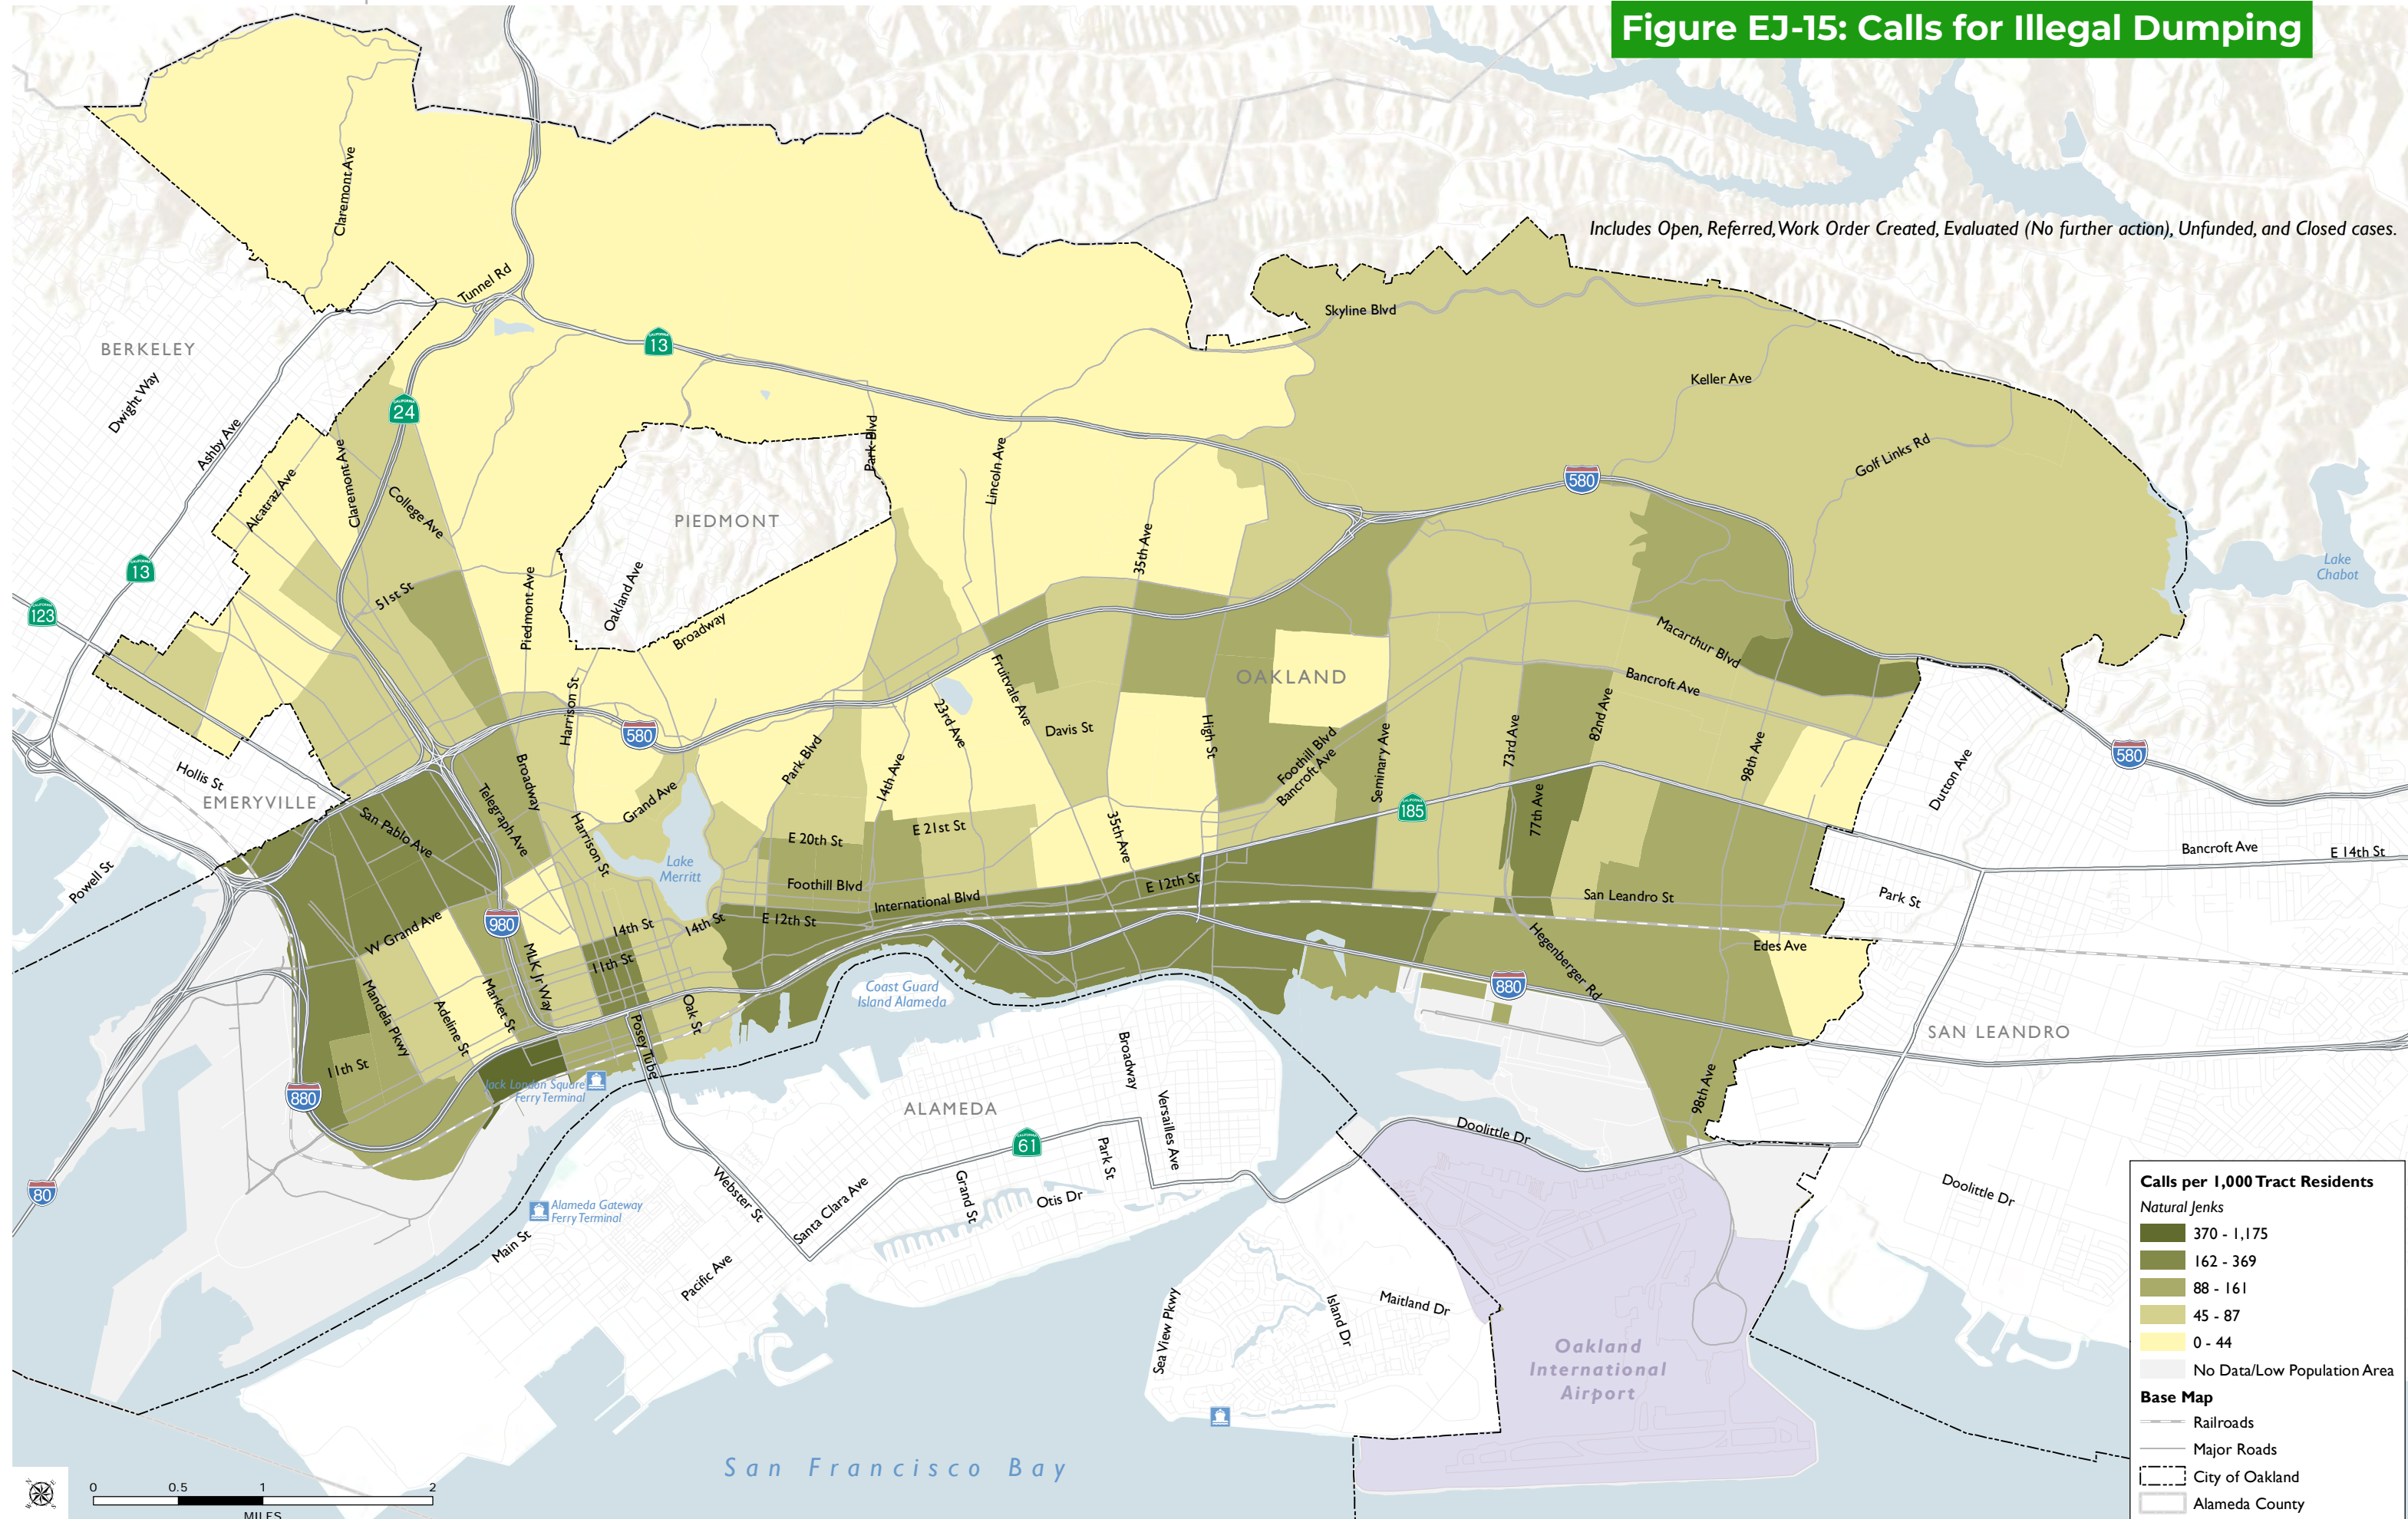 Figure EJ-15: Calls for Illegal Dumping
Includes Open, Referred, Work Order Created, Evaluated (No further action), Unfunded, and Closed cases.
Claremont Ave
Tunnel Rd
BERKELEY
Dwight Way
Ashby Ave
13
24
13
123
Skyline Blvd
Keller Ave
Golf Links Rd
580
Lake
Chabot
Alcatraz Ave
Claremont Ave
College Ave
51st St
PIEDMONT
Piedmont Ave
Oakland Ave
Broadway
Park Blvd
Lincoln Ave
35th Ave
OAKLAND
Macarthur Blvd
Bancroft Ave
Hollis St
EMERYVILLE
Powell St
San Pablo Ave
Telegraph Ave
Broadway
Harrison St
580
Harrison St
Grand Ave
Park Blvd
14th Ave
23rd Ave
Fruitvale Ave
Davis St
High St
Foothill Blvd
Bancroft Ave
Seminary Ave
73rd Ave
82nd Ave
98th Ave
77th Ave
185
580
Dutton Ave
Bancroft Ave
E 14th St
Park St
E 20th St
E 21st St
35th Ave
Lake
Merritt
Foothill Blvd
International Blvd
E 12th St
E 12th St
San Leandro St
Edes Ave
W Grand Ave
980
14th St
14th St
11th St
MLK Jr Way
Market St
Adeline St
Mandela Pkwy
11th St
Oak St
Posey Tube
880
80
Jack London Square
Ferry Terminal
Coast Guard
Island Alameda
Hegenberger Rd
880
98th Ave
SAN LEANDRO
Doolittle Dr
Doolittle Dr
ALAMEDA
Broadway
Versailles Ave
Park St
61
Grand St
Otis Dr
Webster St
Santa Clara Ave
Alameda Gateway
Ferry Terminal
Main St
Pacific Ave
Sea View Pkwy
Island Dr
Maitland Dr
Oakland
International
Airport
San Francisco Bay
Calls per 1,000 Tract Residents
Natural Jenks
370 - 1,175
162 - 369
88 - 161
45 - 87
0 - 44
No Data/Low Population Area
Base Map
Railroads
Major Roads
City of Oakland
Alameda County
0 0.5 1 2
MILES